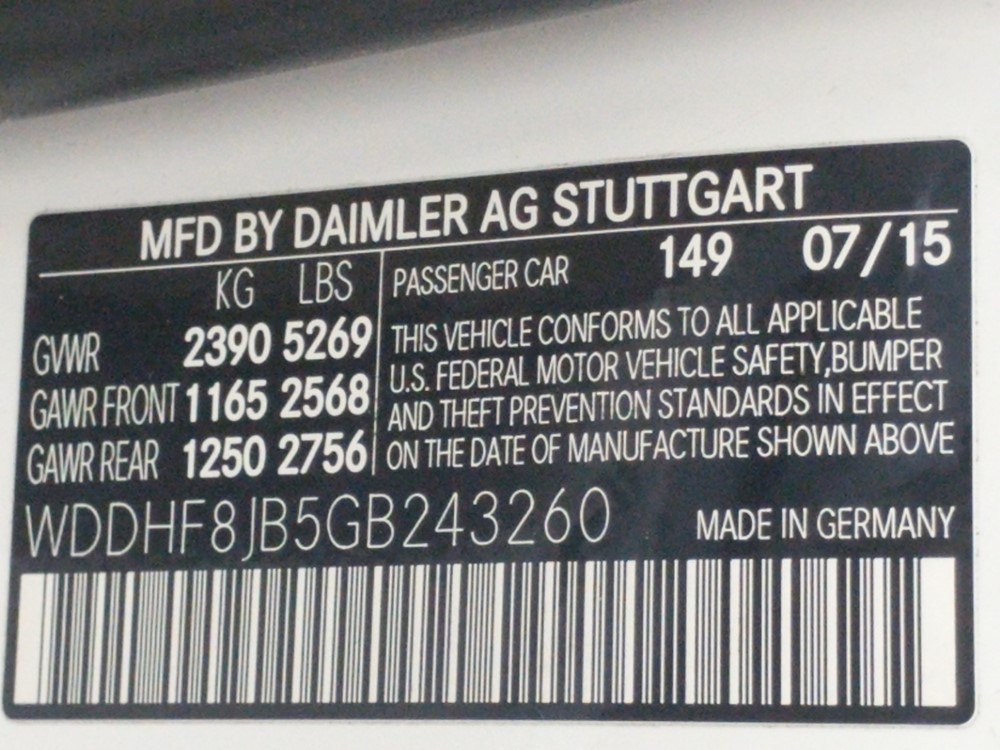 MFD BY DAIMLER AG STUTTGART
KG LBS
GVWR 2390 5269
GAWR FRONT 1165 2568
GAWR REAR 1250 2756
PASSENGER CAR 149 07/15
THIS VEHICLE CONFORMS TO ALL APPLICABLE
U.S. FEDERAL MOTOR VEHICLE SAFETY,BUMPER
AND THEFT PREVENTION STANDARDS IN EFFECT
ON THE DATE OF MANUFACTURE SHOWN ABOVE
WDDHF8JB5GB243260 MADE IN GERMANY